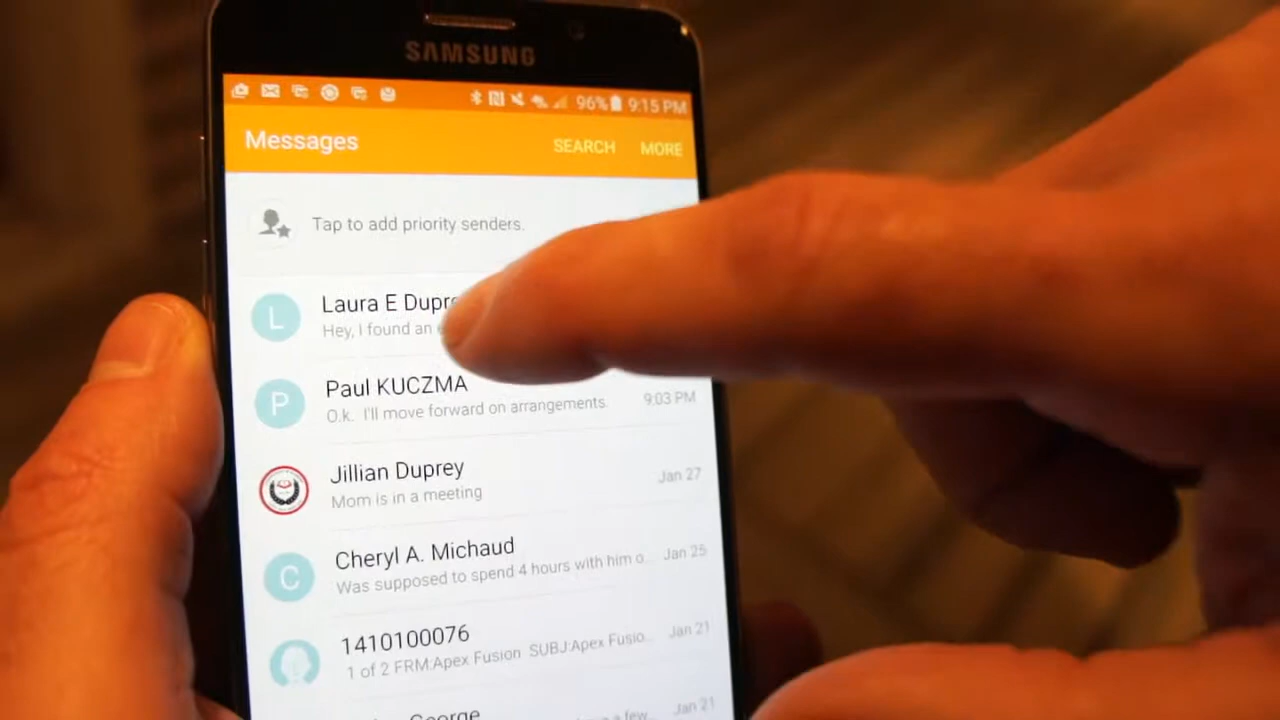 SAMSUNG
96% 9:15 PM
Messages SEARCH MORE
Tap to add priority senders.
L Laura E
Hey, I found an
P Paul KUCZMA
O.k. I'll move forward on arrangements. 9:03 PM
Jillian Duprey
Mom is in a meeting Jan 27
C Cheryl A. Michaud
Was supposed to spend 4 hours with him o... Jan 25
1410100076
1 of 2 FRM:Apex Fusion SUBJ:Apex Fusio... Jan 21
George
a few... Jan 21